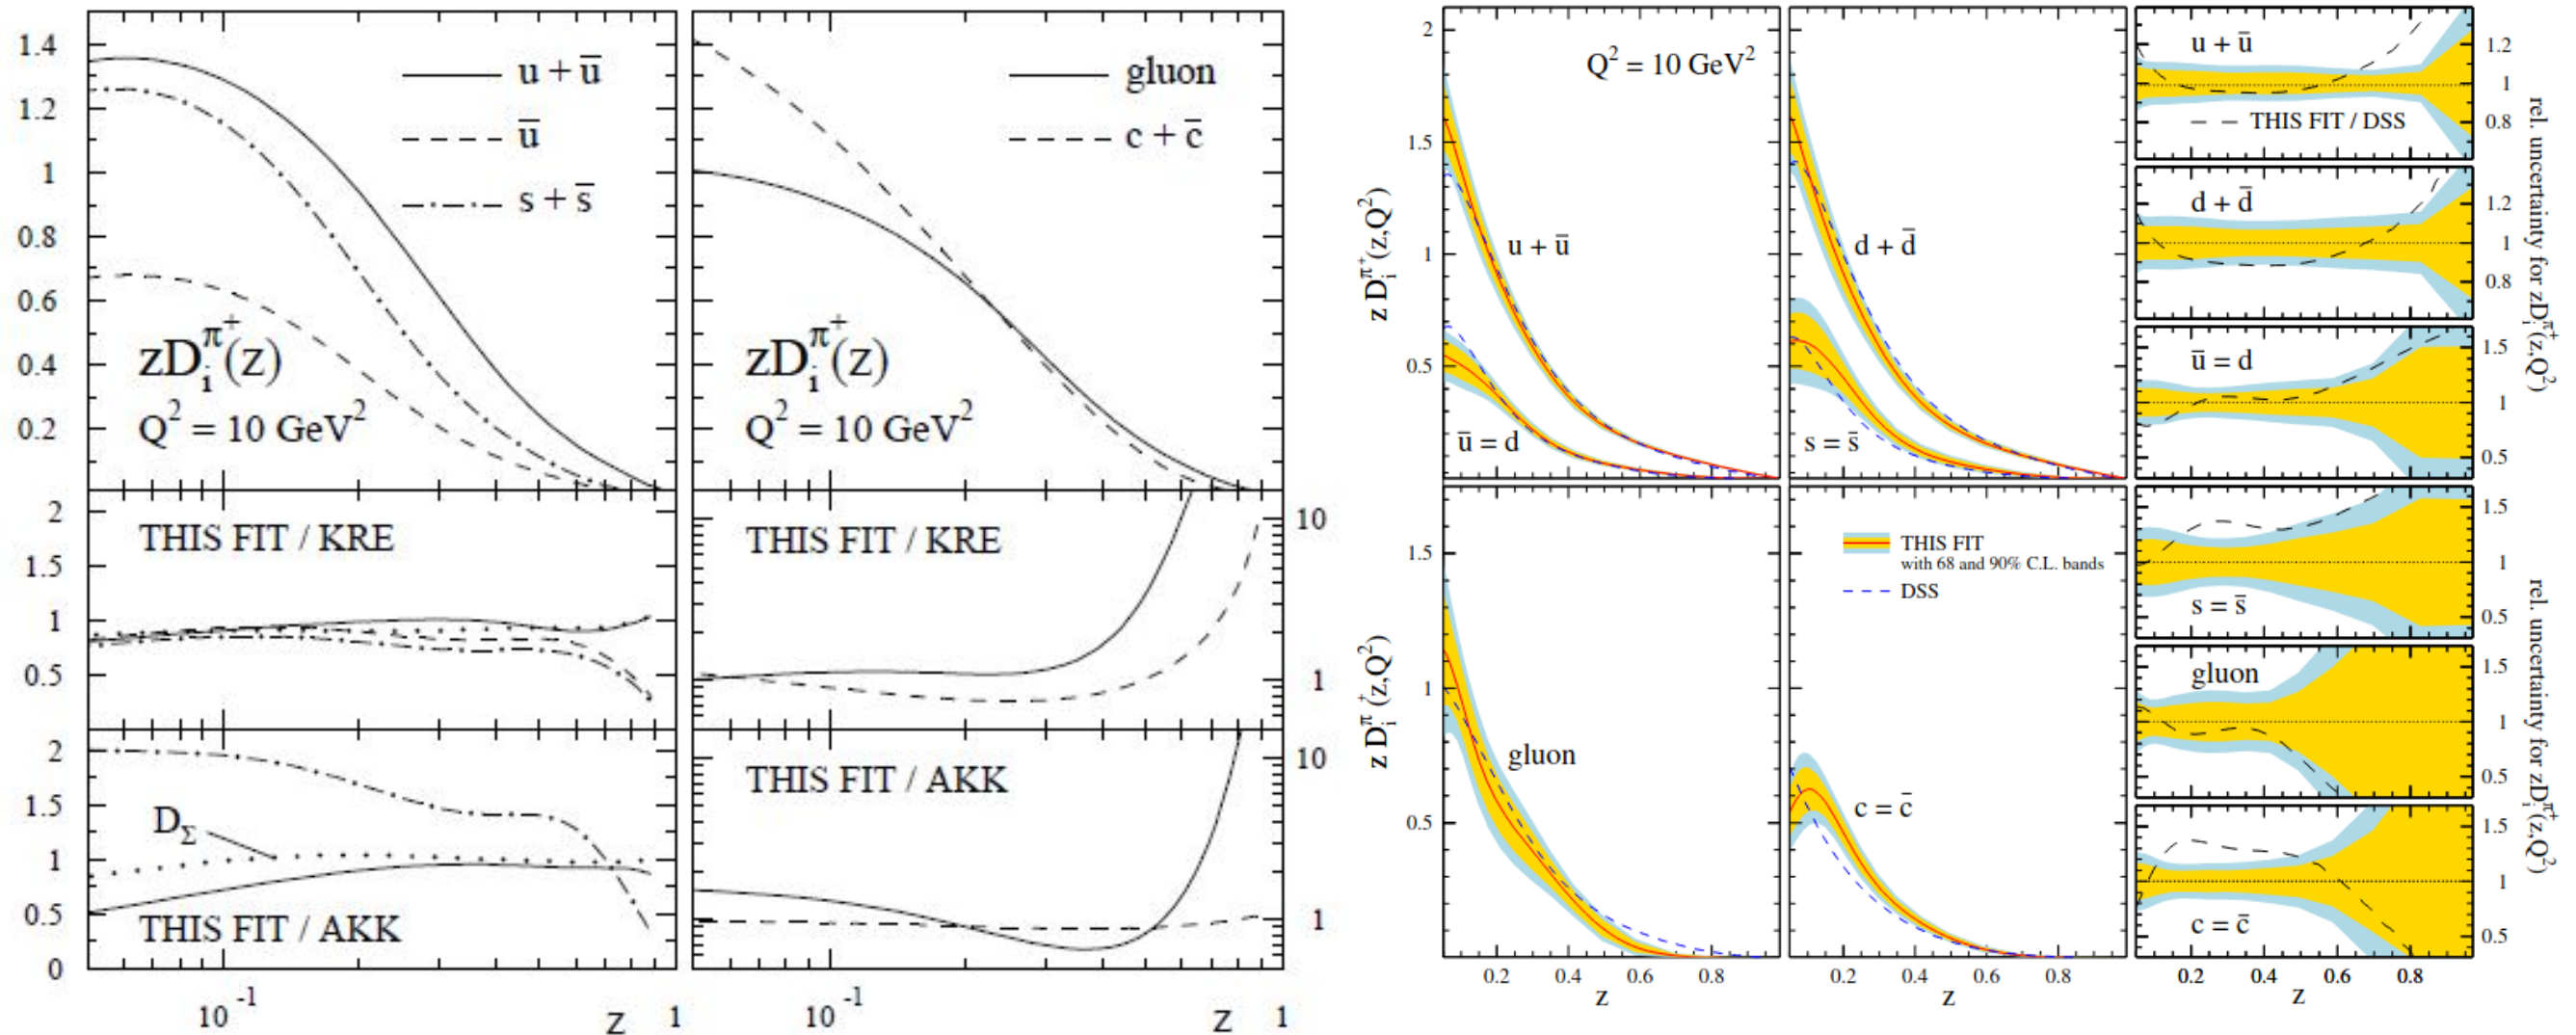 1.4
1.2
1
0.8
0.6
0.4
0.2
u + ū
ū
s + s̄
zD_i^{π+}(z)
Q² = 10 GeV²
gluon
c + c̄
zD_i^{π+}(z)
Q² = 10 GeV²
2
1.5
1
0.5
THIS FIT / KRE
THIS FIT / KRE
10
1
2
1.5
1
0.5
0
D_Σ
THIS FIT / AKK
THIS FIT / AKK
10
1
10⁻¹
z
1
10⁻¹
z
1
2
1.5
1
0.5
z D_i^{π+}(z,Q²)
Q² = 10 GeV²
u + ū
ū = d
d + d̄
s = s̄
1.5
1
0.5
z D_i^{π+}(z,Q²)
gluon
THIS FIT
with 68 and 90% C.L. bands
DSS
c = c̄
0.2
0.4
0.6
0.8
z
0.2
0.4
0.6
0.8
z
u + ū
THIS FIT / DSS
1.2
1
0.8
d + d̄
1.2
1
0.8
ū = d
1.5
1
0.5
rel. uncertainty for zD_i^{π+}(z,Q²)
s = s̄
1.5
1
0.5
gluon
1.5
1
0.5
c = c̄
1.5
1
0.5
rel. uncertainty for zD_i^{π+}(z,Q²)
0.2
0.4
0.6
0.8
z